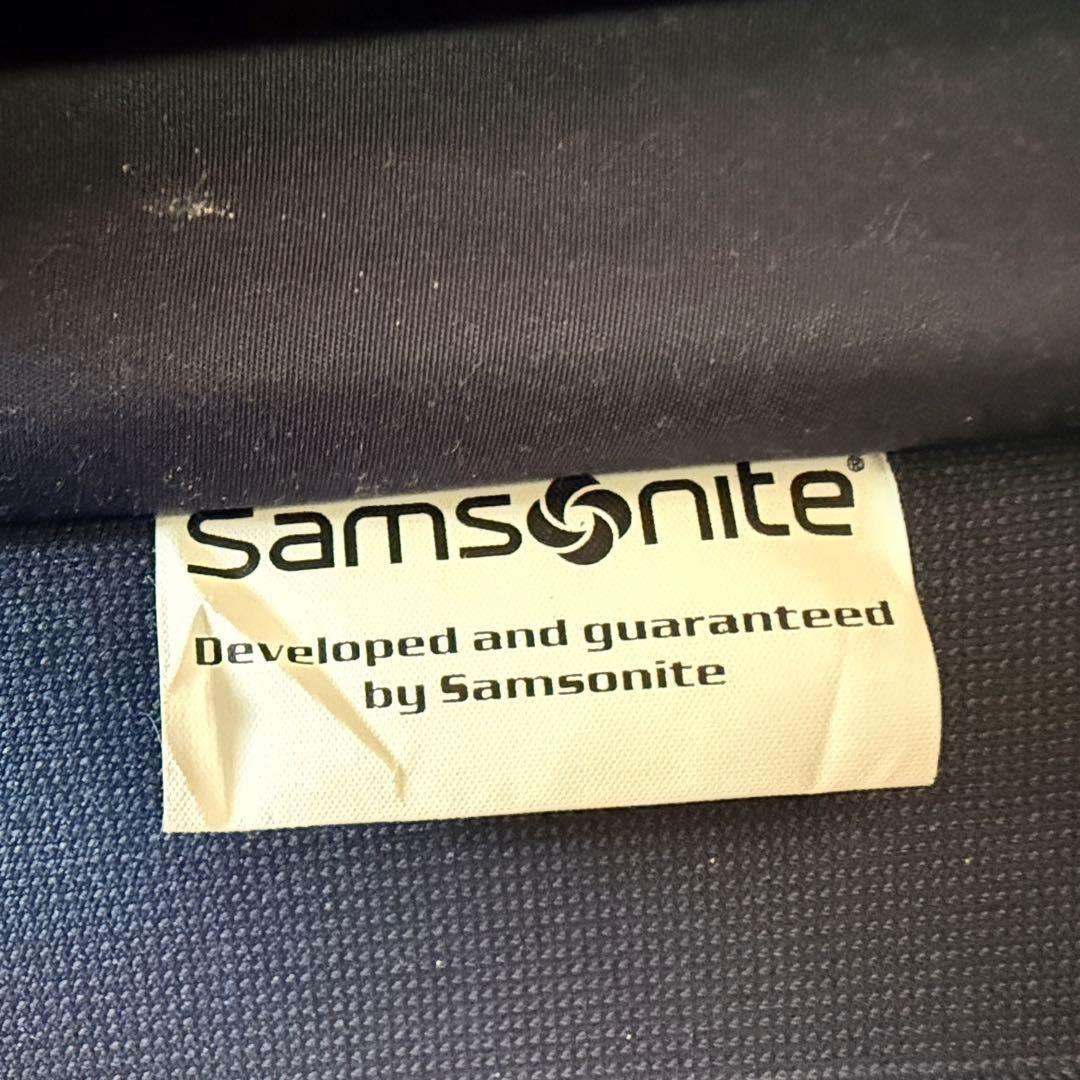 Samsonite®
Developed and guaranteed
by Samsonite